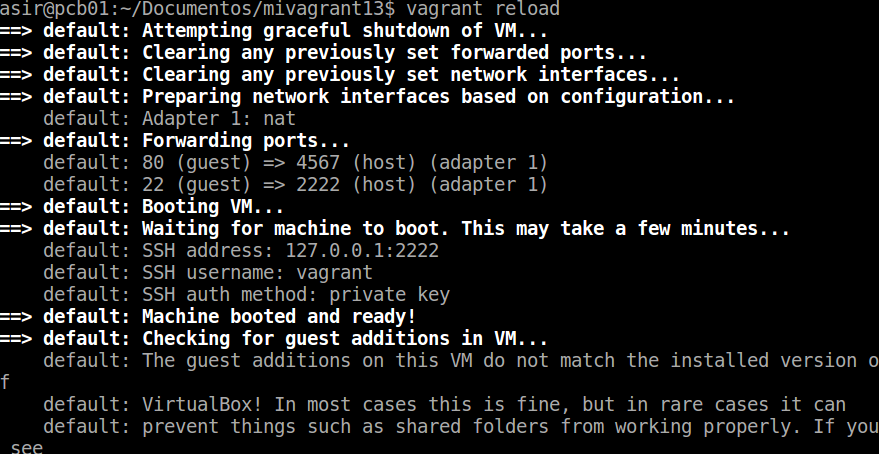 asir@pcb01:~/Documentos/mivagrant13$ vagrant reload
==> default: Attempting graceful shutdown of VM...
==> default: Clearing any previously set forwarded ports...
==> default: Clearing any previously set network interfaces...
==> default: Preparing network interfaces based on configuration...
    default: Adapter 1: nat
==> default: Forwarding ports...
    default: 80 (guest) => 4567 (host) (adapter 1)
    default: 22 (guest) => 2222 (host) (adapter 1)
==> default: Booting VM...
==> default: Waiting for machine to boot. This may take a few minutes...
    default: SSH address: 127.0.0.1:2222
    default: SSH username: vagrant
    default: SSH auth method: private key
==> default: Machine booted and ready!
==> default: Checking for guest additions in VM...
    default: The guest additions on this VM do not match the installed version o
f
    default: VirtualBox! In most cases this is fine, but in rare cases it can
    default: prevent things such as shared folders from working properly. If you
 see